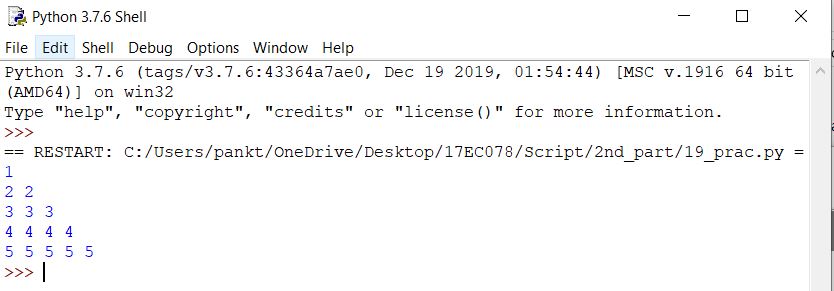 Python 3.7.6 Shell
File Edit Shell Debug Options Window Help
Python 3.7.6 (tags/v3.7.6:43364a7ae0, Dec 19 2019, 01:54:44) [MSC v.1916 64 bit
(AMD64)] on win32
Type "help", "copyright", "credits" or "license()" for more information.
>>>
== RESTART: C:/Users/pankt/OneDrive/Desktop/17EC078/Script/2nd_part/19_prac.py =
1
2 2
3 3 3
4 4 4 4
5 5 5 5 5
>>>